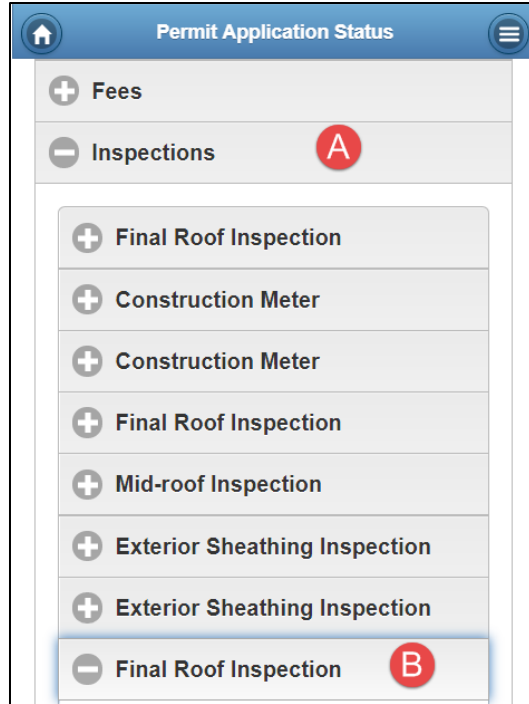 Permit Application Status
Fees
Inspections A
Final Roof Inspection
Construction Meter
Construction Meter
Final Roof Inspection
Mid-roof Inspection
Exterior Sheathing Inspection
Exterior Sheathing Inspection
Final Roof Inspection B